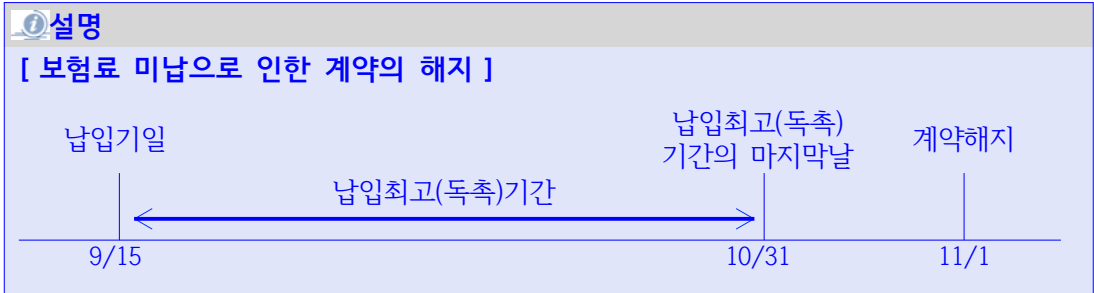 설명
[ 보험료 미납으로 인한 계약의 해지 ]
납입기일
납입최고(독촉)
기간의 마지막날
계약해지
납입최고(독촉)기간
9/15
10/31
11/1